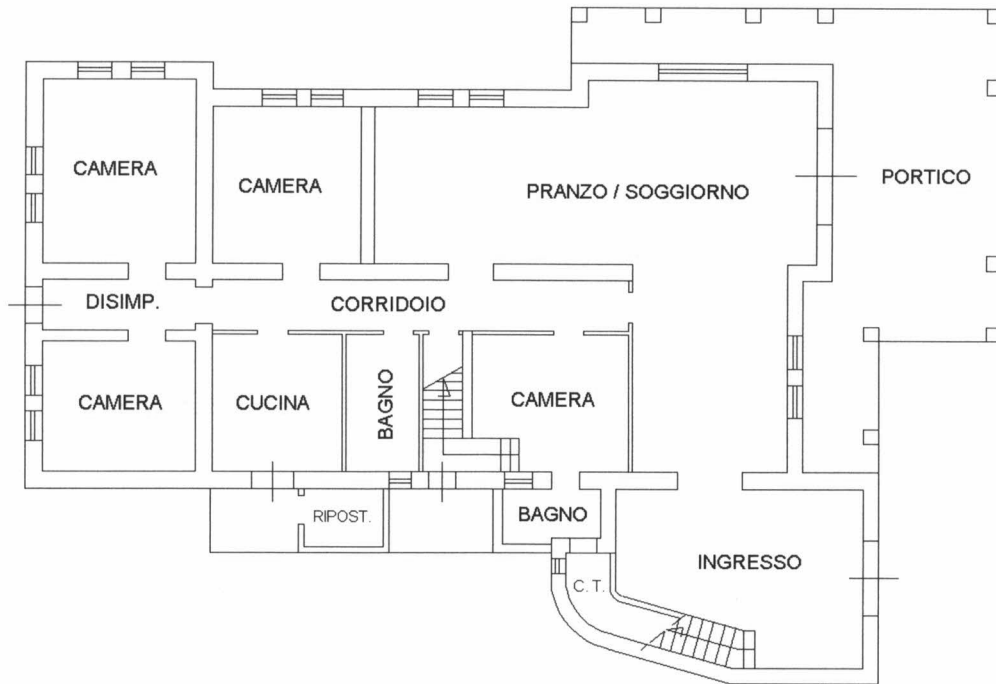 CAMERA
CAMERA
PRANZO / SOGGIORNO
PORTICO
DISIMP.
CORRIDOIO
CAMERA
CUCINA
BAGNO
CAMERA
RIPOST.
BAGNO
INGRESSO
C. T.